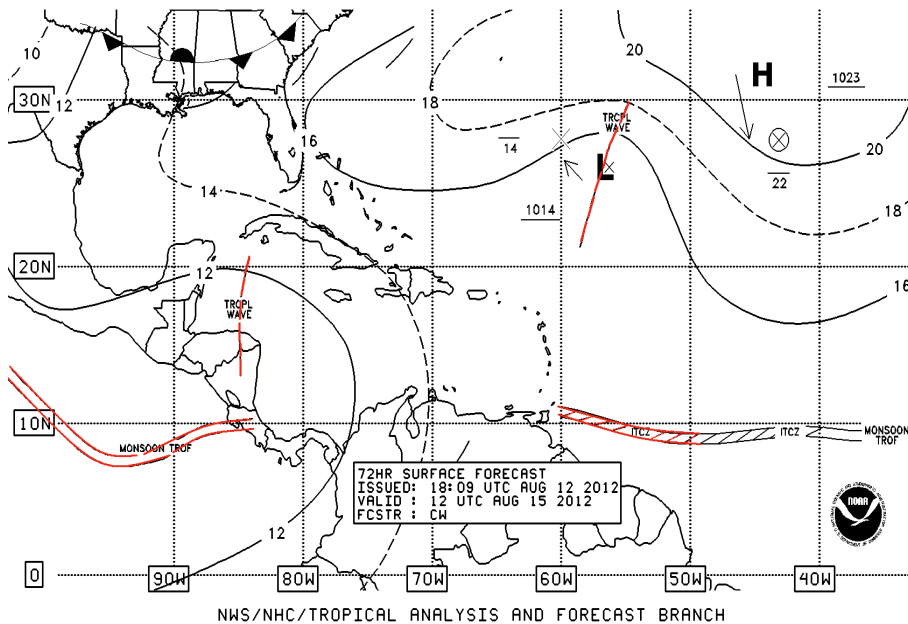 10
12
30N
20
20
H
1023
18
TRCPL
WAVE
16
14
L
20
22
14
18
1014
20N
12
16
TROPL
WAVE
10N
MONSOON TROF
ITCZ
ITCZ
MONSOON
TROF
72HR SURFACE FORECAST
ISSUED: 18:09 UTC AUG 12 2012
VALID : 12 UTC AUG 15 2012
FCSTR : CW
12
NOAA
0
90W
80W
70W
60W
50W
40W
NWS/NHC/TROPICAL ANALYSIS AND FORECAST BRANCH